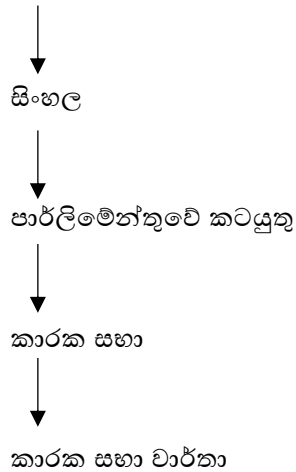 සිංහල
පාර්ලිමේන්තුවේ කටයුතු
කාරක සභා
කාරක සභා වාර්තා